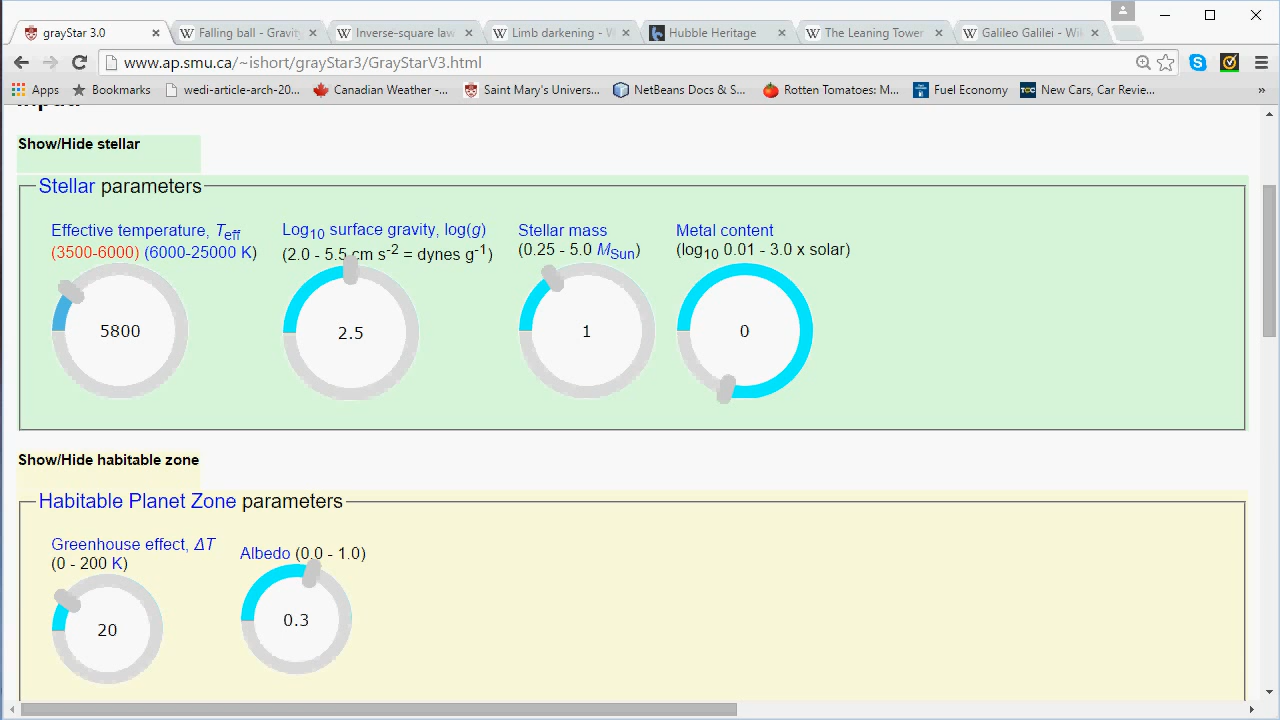 grayStar 3.0
Falling ball - Gravity
Inverse-square law
Limb darkening - W
Hubble Heritage
The Leaning Tower
Galileo Galilei - Wik
www.ap.smu.ca/~ishort/grayStar3/GrayStarV3.html
Apps
Bookmarks
tedi-article-arch-20...
Canadian Weather -...
Saint Mary's Univers...
NetBeans Docs & S...
Rotten Tomatoes: M...
Fuel Economy
TCC
New Cars, Car Revie...
»
Show/Hide stellar
Stellar parameters
Effective temperature, Teff
(3500-6000) (6000-25000 K)
5800
Log10 surface gravity, log(g)
(2.0 - 5.5 cm s-2 = dynes g-1)
2.5
Stellar mass
(0.25 - 5.0 MSun)
1
Metal content
(log10 0.01 - 3.0 x solar)
0
Show/Hide habitable zone
Habitable Planet Zone parameters
Greenhouse effect, ΔT
(0 - 200 K)
20
Albedo (0.0 - 1.0)
0.3